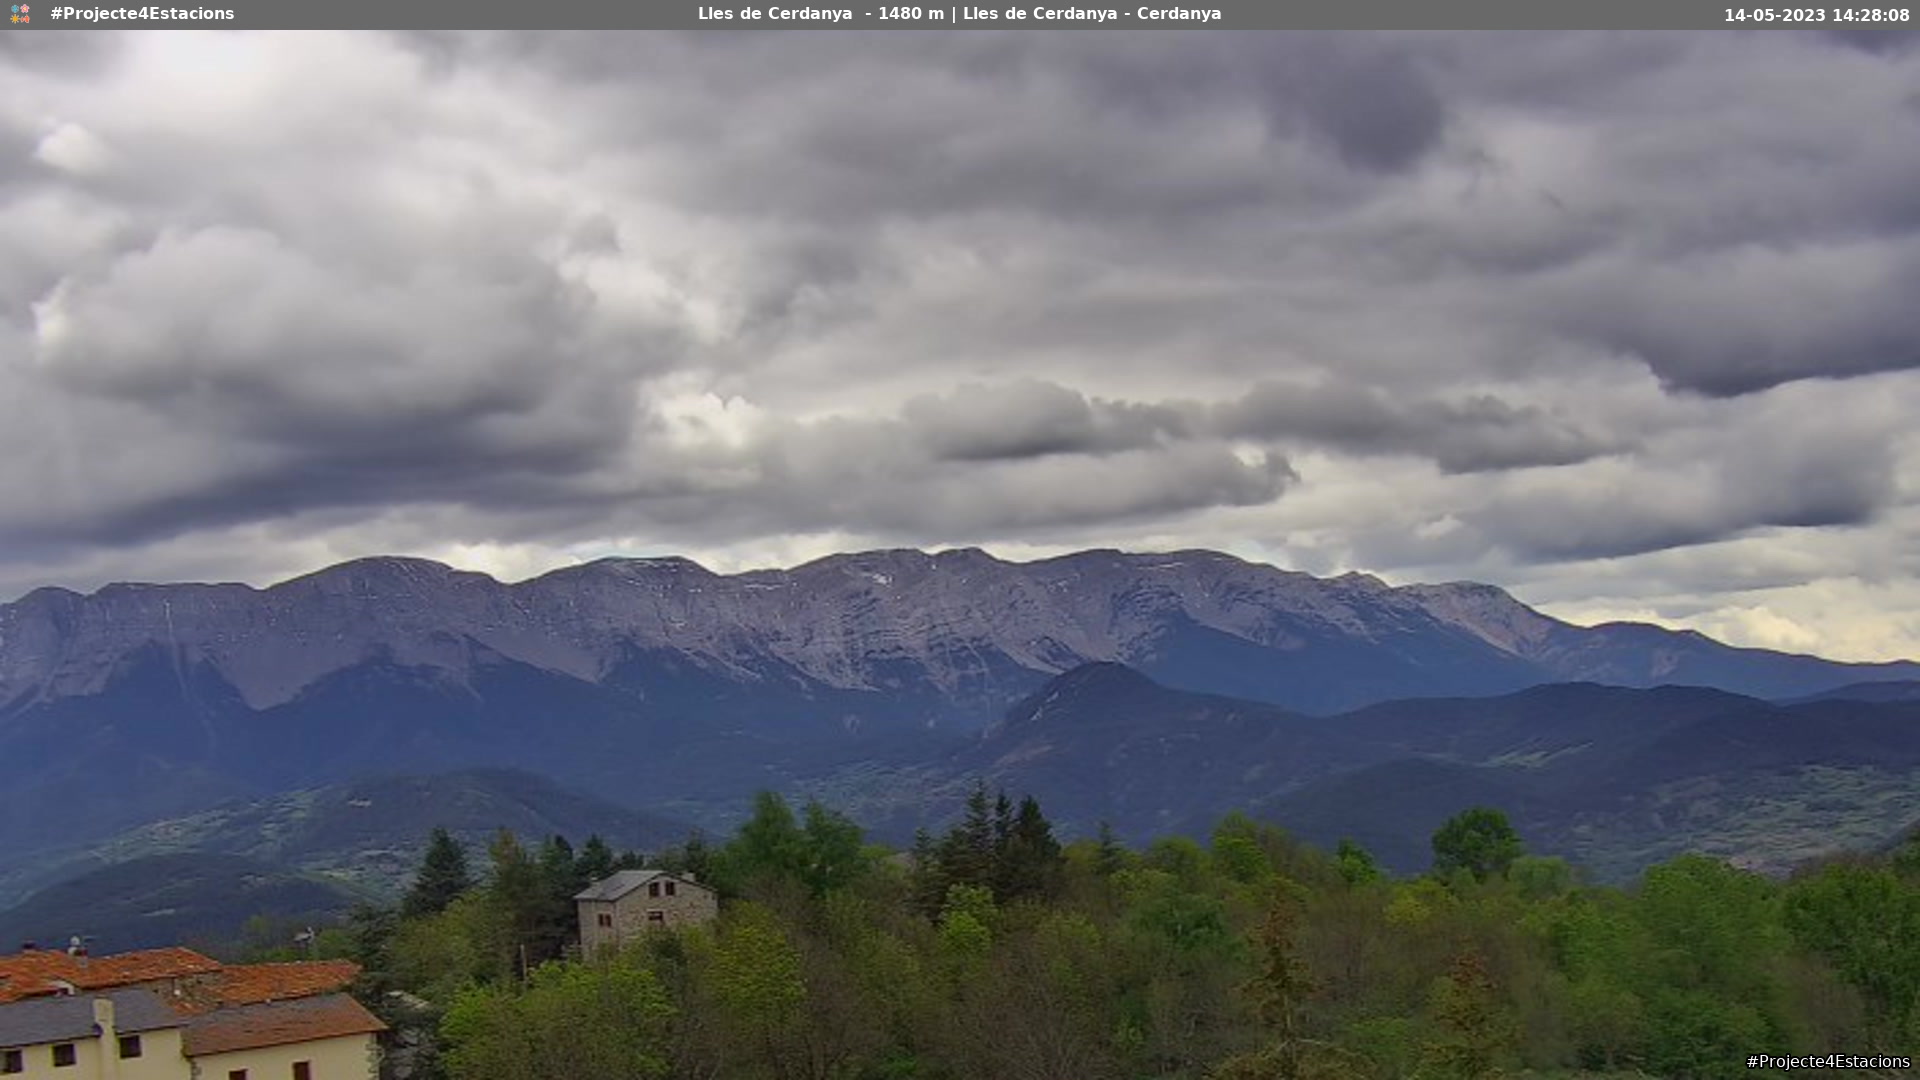 #Projecte4Estacions
Lles de Cerdanya  - 1480 m | Lles de Cerdanya - Cerdanya
14-05-2023 14:28:08
#Projecte4Estacions